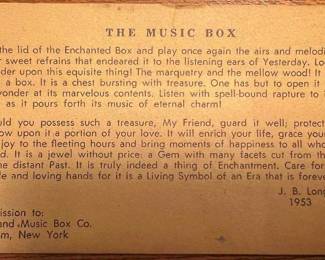 THE MUSIC BOX
the lid of the Enchanted Box and play once again the airs and melodi
r sweet refrains that endeared it to the listening ears of Yesterday. Lo
der upon this equisite thing! The marquetry and the mellow wood! It
a box. It is a chest bursting with treasure. One has but to open it
onder at its marvelous contents. Listen with spell-bound rapture to
as it pours forth its music of eternal charm!
uld you possess such a treasure, My Friend, guard it well; protect
ow upon it a portion of your love. It will enrich your life, grace your
joy to the fleeting hours and bring moments of happiness to all who
d. It is a jewel without price: a Gem with many facets cut from th
he distant Past. It is truly indeed a thing of Enchantment. Care for
fe and loving hands for it is a Living Symbol of an Era that is forev
J. B. Long
1953
ission to:
and Music Box Co.
m, New York